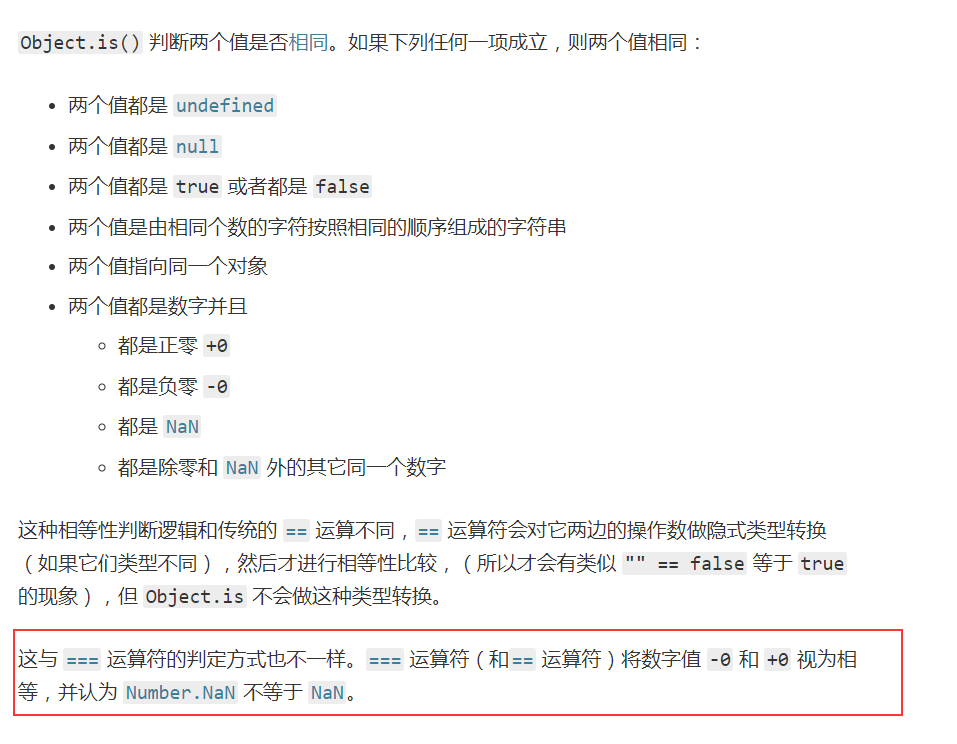 Object.is() 判断两个值是否相同。如果下列任何一项成立，则两个值相同：
两个值都是 undefined
两个值都是 null
两个值都是 true 或者都是 false
两个值是由相同个数的字符按照相同的顺序组成的字符串
两个值指向同一个对象
两个值都是数字并且
都是正零 +0
都是负零 -0
都是 NaN
都是除零和 NaN 外的其它同一个数字
这种相等性判断逻辑和传统的 == 运算不同，== 运算符会对它两边的操作数做隐式类型转换
（如果它们类型不同），然后才进行相等性比较，（所以才会有类似 "" == false 等于 true
的现象），但 Object.is 不会做这种类型转换。
这与 === 运算符的判定方式也不一样。=== 运算符（和== 运算符）将数字值 -0 和 +0 视为相
等，并认为 Number.NaN 不等于 NaN。